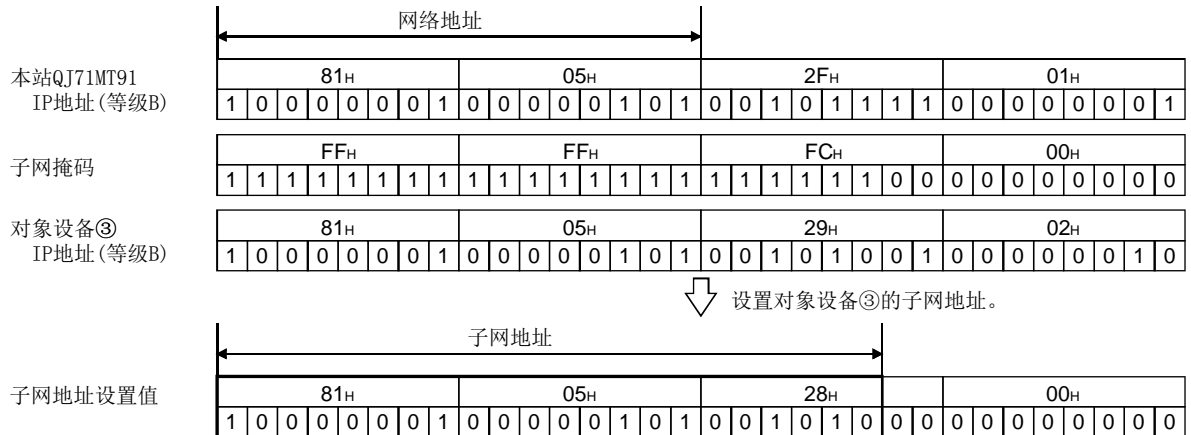 网络地址
本站QJ71MT91 81H 05H 2FH 01H
IP地址(等级B) 1 0 0 0 0 0 0 1 0 0 0 0 0 1 0 1 0 0 1 0 1 1 1 1 0 0 0 0 0 0 0 1
子网掩码 FFH FFH FCH 00H
1 1 1 1 1 1 1 1 1 1 1 1 1 1 1 1 1 1 1 1 1 1 0 0 0 0 0 0 0 0 0 0
对象设备③ 81H 05H 29H 02H
IP地址(等级B) 1 0 0 0 0 0 0 1 0 0 0 0 0 1 0 1 0 0 1 0 1 0 0 1 0 0 0 0 0 0 1 0
设置对象设备③的子网地址。
子网地址
子网地址设置值 81H 05H 28H 00H
1 0 0 0 0 0 0 1 0 0 0 0 0 1 0 1 0 0 1 0 1 0 0 0 0 0 0 0 0 0 0 0